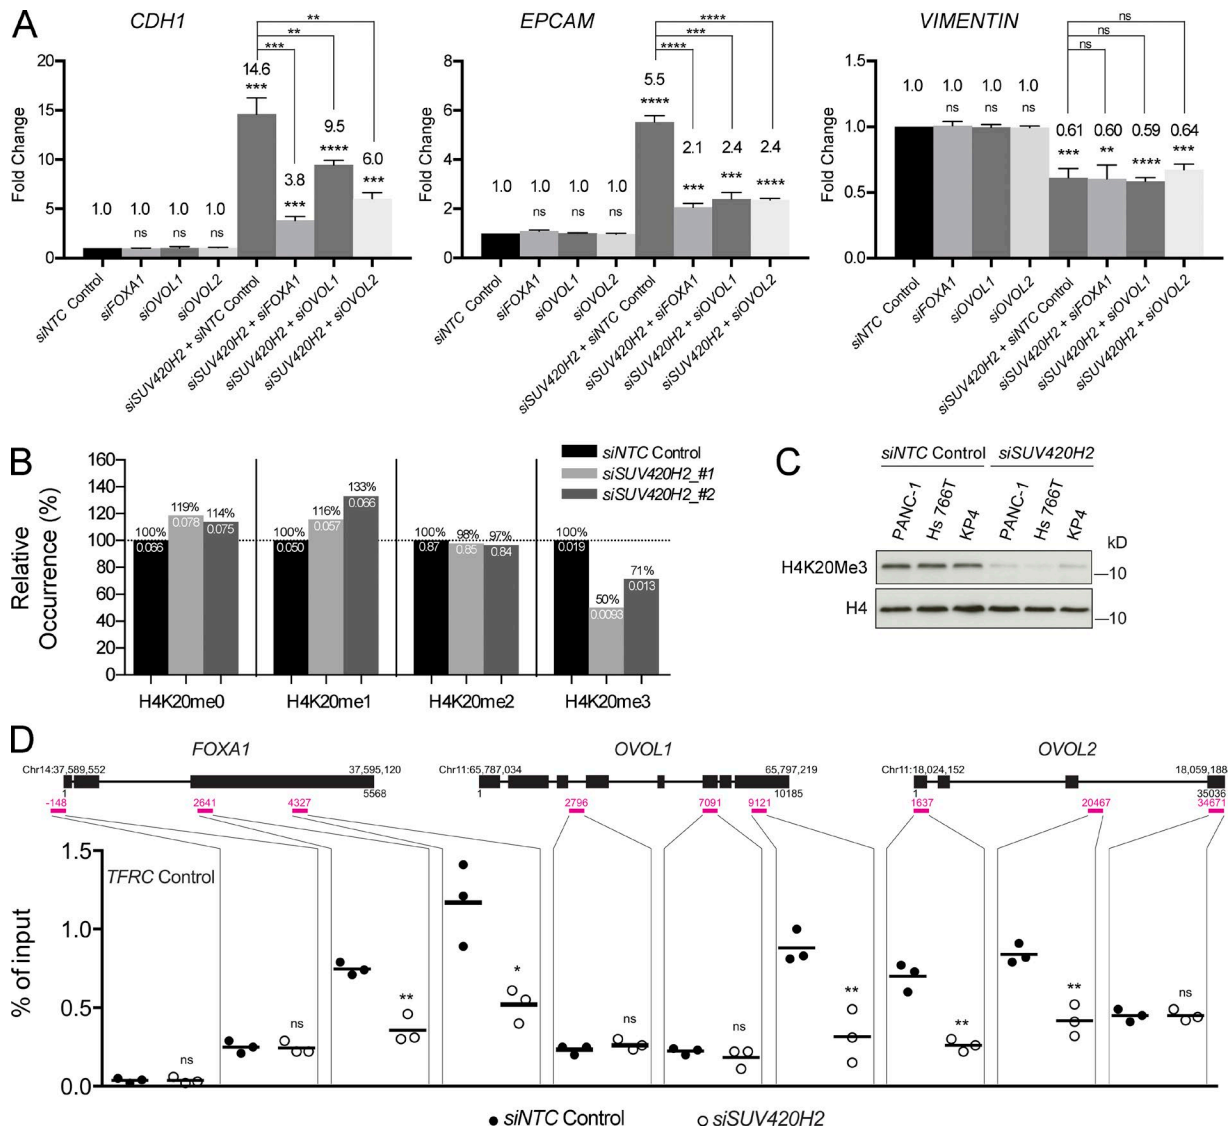 A
CDH1
EPCAM
VIMENTIN
**
**
***
****
***
****
ns
ns
ns
Fold Change
20
15
10
5
0
1.0
1.0
ns
1.0
ns
1.0
ns
14.6
***
3.8
***
9.5
****
6.0
***
siNTC Control
siFOXA1
siOVOL1
siOVOL2
siSUV420H2 + siNTC Control
siSUV420H2 + siFOXA1
siSUV420H2 + siOVOL1
siSUV420H2 + siOVOL2
Fold Change
8
6
4
2
0
1.0
1.0
ns
1.0
ns
1.0
ns
5.5
****
2.1
***
2.4
***
2.4
****
siNTC Control
siFOXA1
siOVOL1
siOVOL2
siSUV420H2 + siNTC Control
siSUV420H2 + siFOXA1
siSUV420H2 + siOVOL1
siSUV420H2 + siOVOL2
Fold Change
1.5
1.0
0.5
0.0
1.0
1.0
ns
1.0
ns
1.0
ns
0.61
***
0.60
**
0.59
****
0.64
***
siNTC Control
siFOXA1
siOVOL1
siOVOL2
siSUV420H2 + siNTC Control
siSUV420H2 + siFOXA1
siSUV420H2 + siOVOL1
siSUV420H2 + siOVOL2
B
siNTC Control
siSUV420H2_#1
siSUV420H2_#2
Relative
Occurrence (%)
160
140
120
100
80
60
40
20
0
100%
0.066
119%
0.078
114%
0.075
100%
0.050
116%
0.057
133%
0.066
100%
0.87
98%
0.85
97%
0.84
100%
0.019
50%
0.0093
71%
0.013
H4K20me0
H4K20me1
H4K20me2
H4K20me3
C
siNTC Control
siSUV420H2
PANC-1
Hs 766T
KP4
PANC-1
Hs 766T
KP4
kD
H4K20Me3
—10
H4
—10
D
FOXA1
OVOL1
OVOL2
Chr14:37,589,552
37,595,120
Chr11:65,787,034
65,797,219
Chr11:18,024,152
18,059,188
1
5568
1
10185
1
35036
-148
2641
4327
2796
7091
9121
1637
20467
34671
% of input
1.5
1.0
0.5
0.0
TFRC Control
ns
ns
**
*
ns
ns
**
**
**
ns
siNTC Control
siSUV420H2